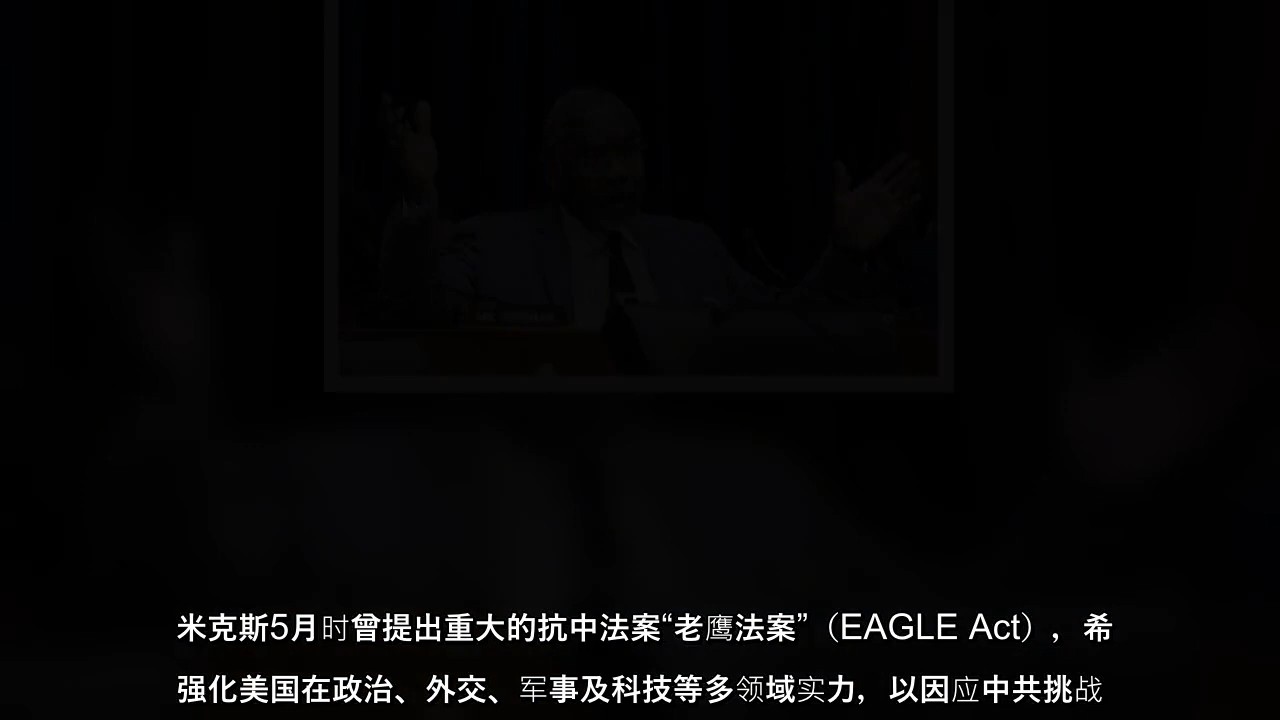 米克斯5月时曾提出重大的抗中法案“老鹰法案”（EAGLE Act），希
强化美国在政治、外交、军事及科技等多领域实力，以因应中共挑战